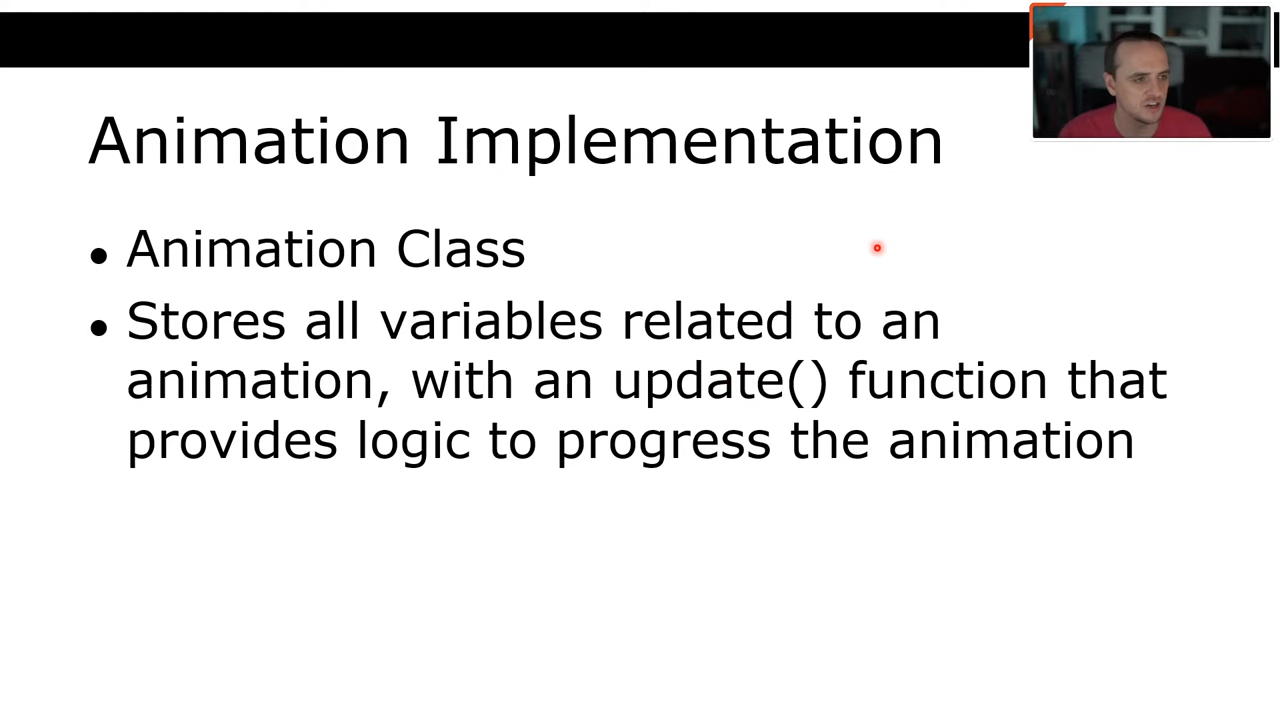 Animation Implementation
• Animation Class
• Stores all variables related to an
animation, with an update() function that
provides logic to progress the animation